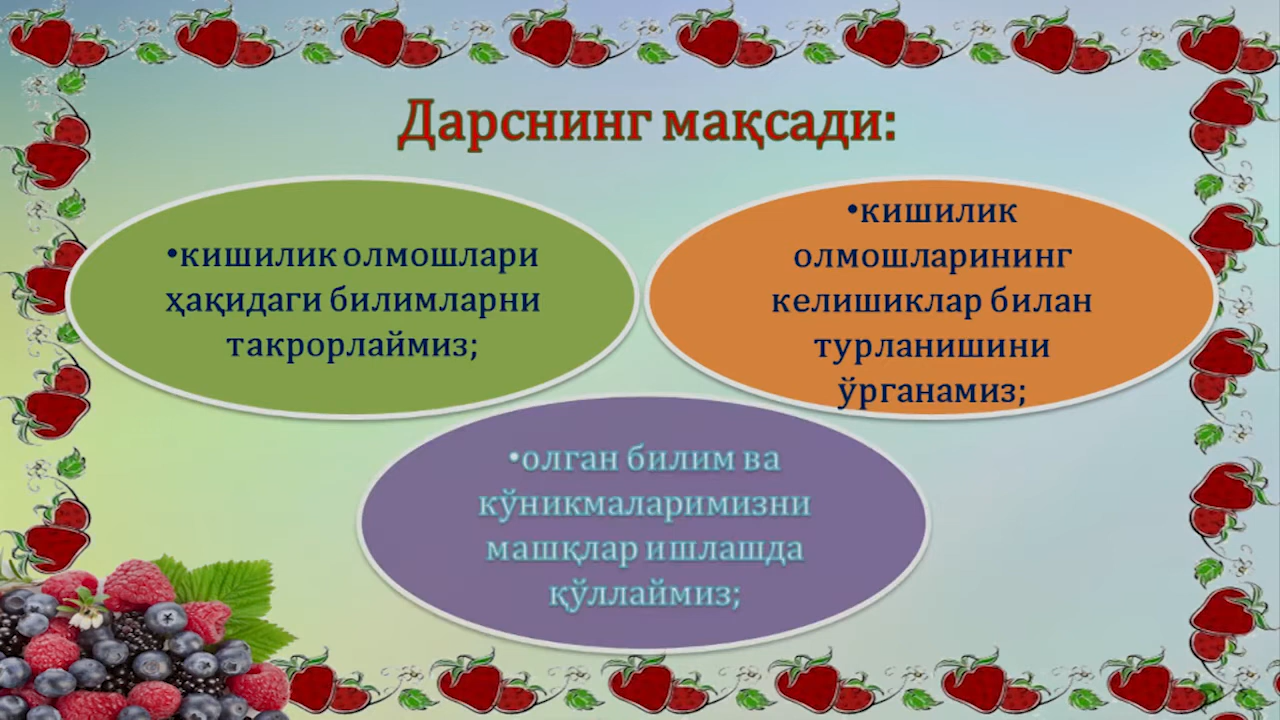 Дарснинг мақсади:
•кишилик олмошлари
ҳақидаги билимларни
такрорлаймиз;
•кишилик
олмошларининг
келишиклар билан
турланишини
ўрганамиз;
•олган билим ва
кўникмаларимизни
машқлар ишлашда
қўллаймиз;